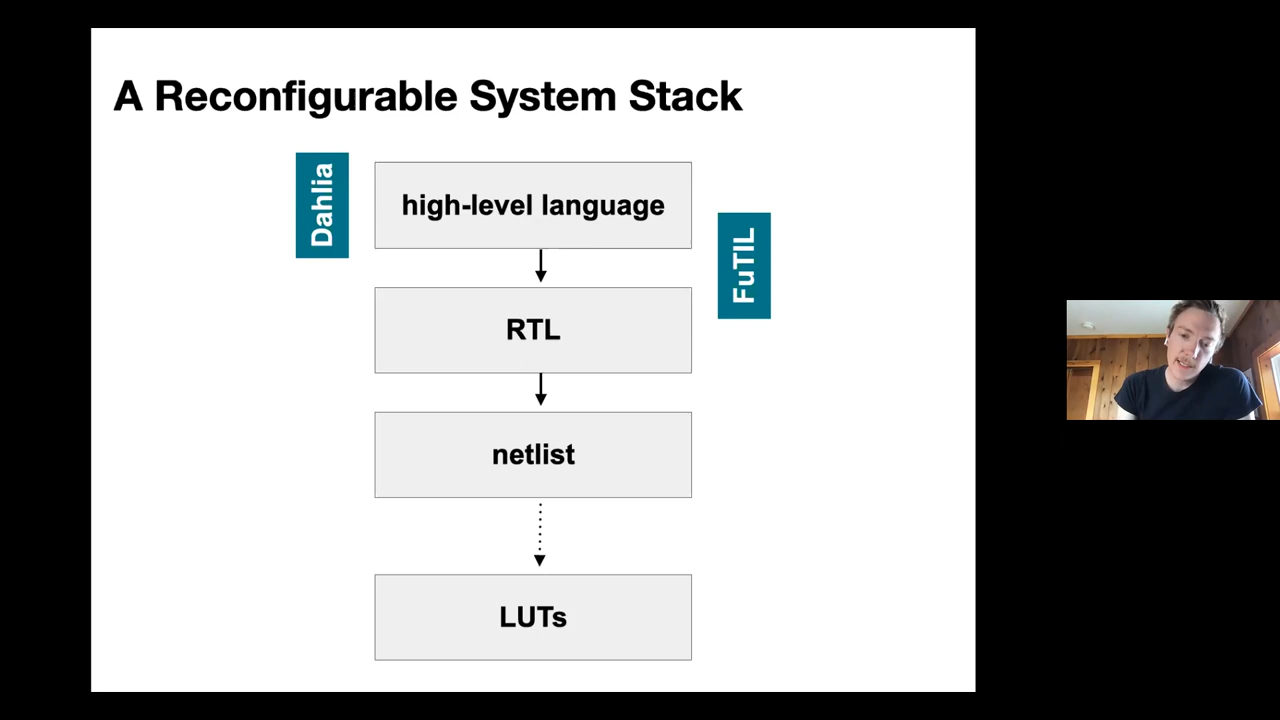 A Reconfigurable System Stack
Dahlia
high-level language
FuTIL
RTL
netlist
LUTs